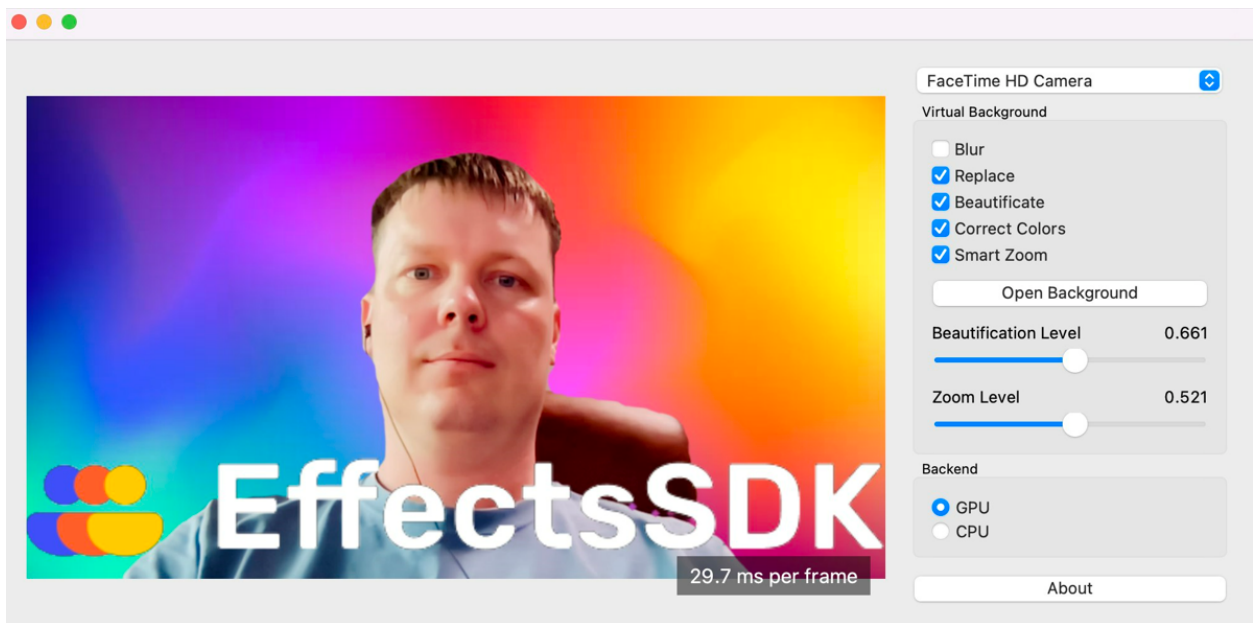 FaceTime HD Camera
Virtual Background
Blur
Replace
Beautificate
Correct Colors
Smart Zoom
Open Background
Beautification Level 0.661
Zoom Level 0.521
EffectsSDK
29.7 ms per frame
Backend
GPU
CPU
About